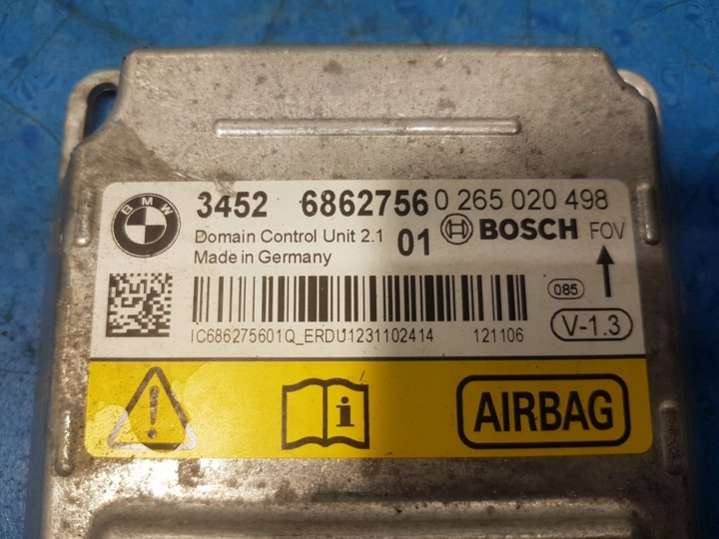 BMW
3452 6862756 0 265 020 498
Domain Control Unit 2.1 01 BOSCH FOV
Made in Germany
085
V-1.3
IC686275601Q_ERDU1231102414 121106
AIRBAG